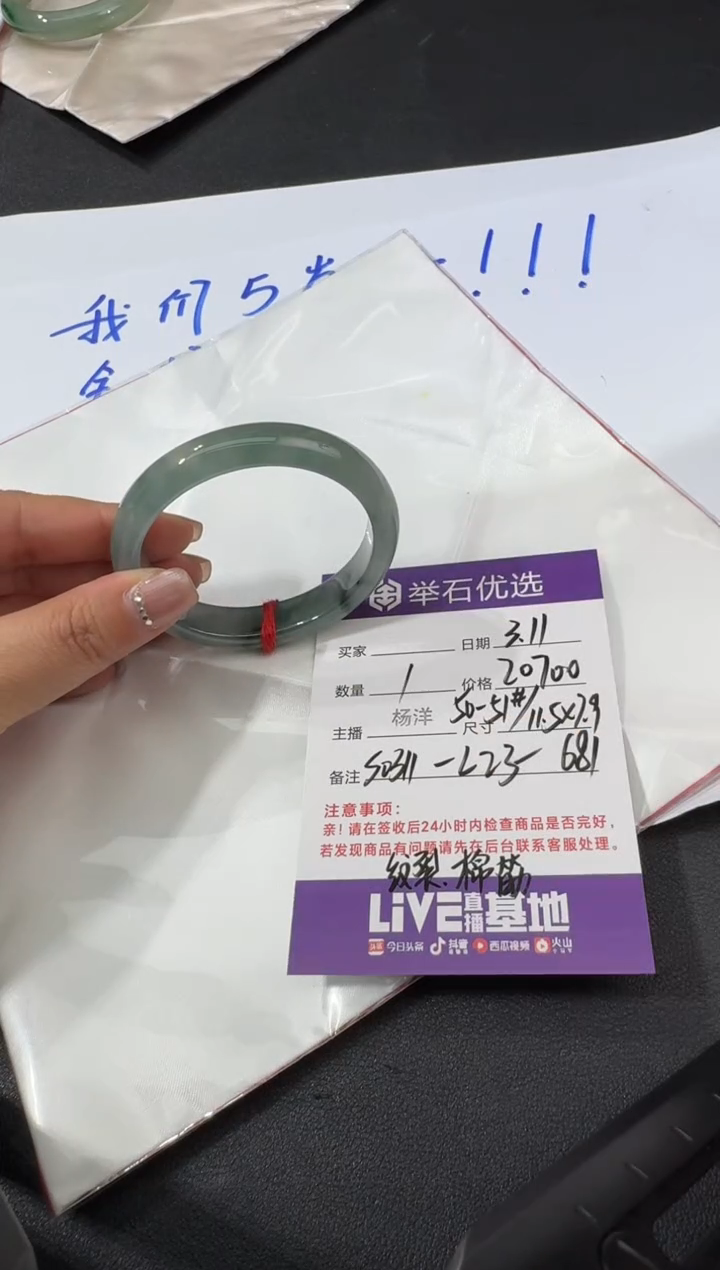 我们5
!!!
举石优选
买家 日期 3.11
数量 1 价格 20700
主播 杨洋 尺寸 50-51#/11.5×7.9
备注 S0311-L23-681
注意事项:
亲!请在签收后24小时内检查商品是否完好,
若发现商品有问题请先在后台联系客服处理。
纹裂.棉
LiVE直播基地
今日头条 抖音 西瓜视频 火山